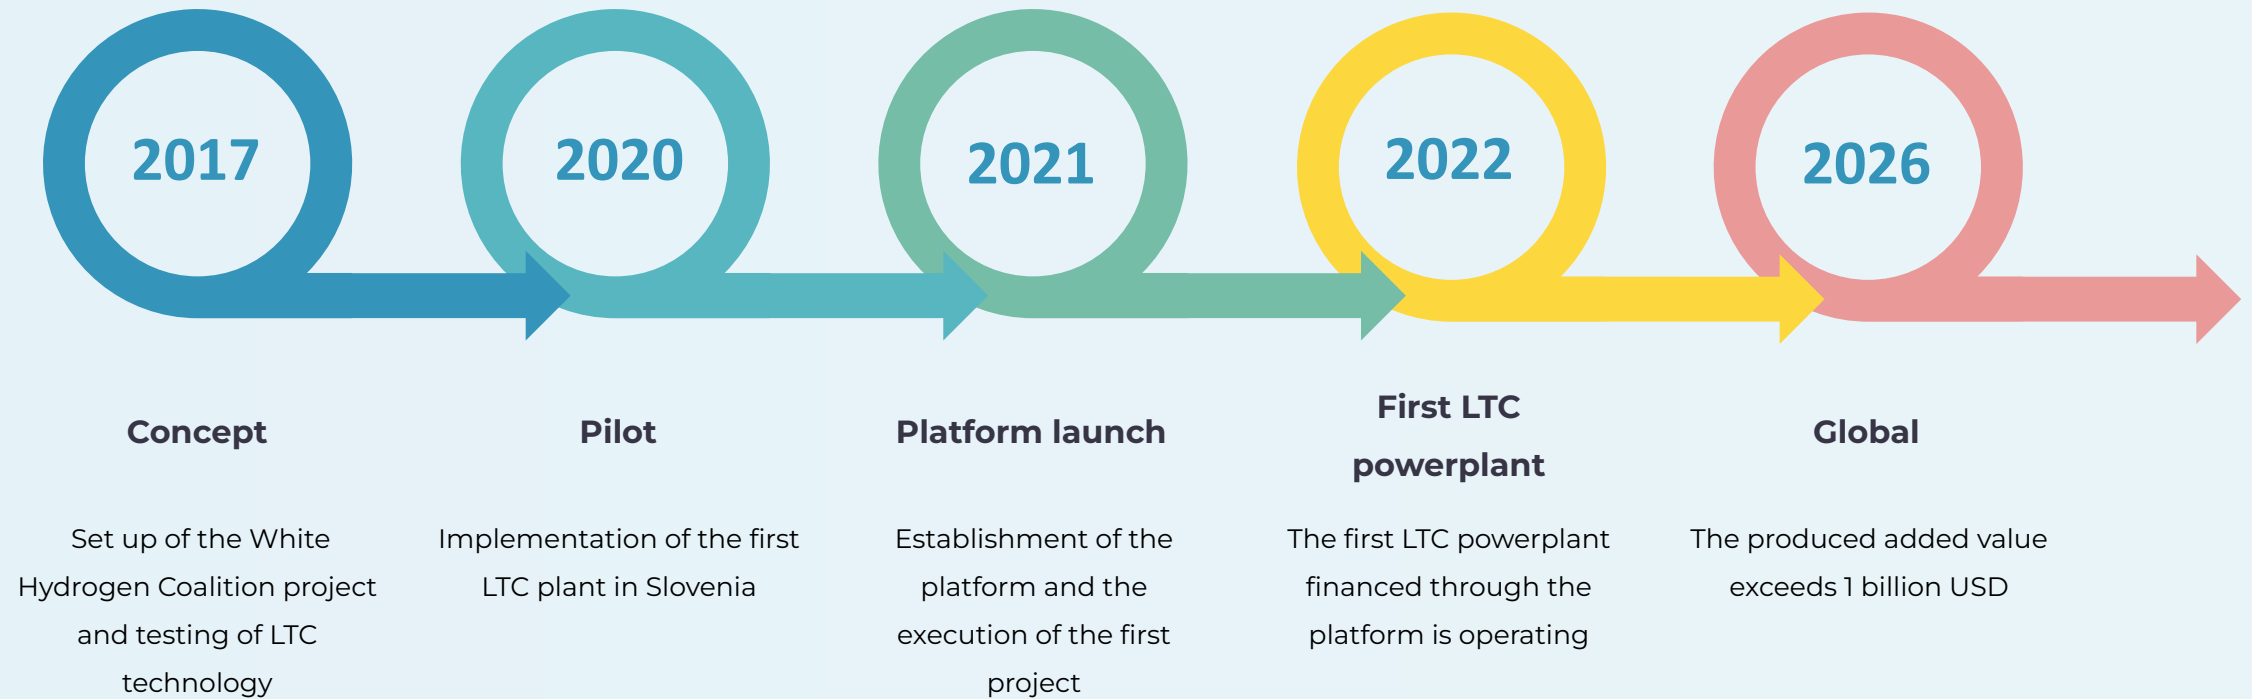 2017
2020
2021
2022
2026
Concept
Pilot
Platform launch
First LTC
powerplant
Global
Set up of the White
Hydrogen Coalition project
and testing of LTC
technology
Implementation of the first
LTC plant in Slovenia
Establishment of the
platform and the
execution of the first
project
The first LTC powerplant
financed through the
platform is operating
The produced added value
exceeds 1 billion USD